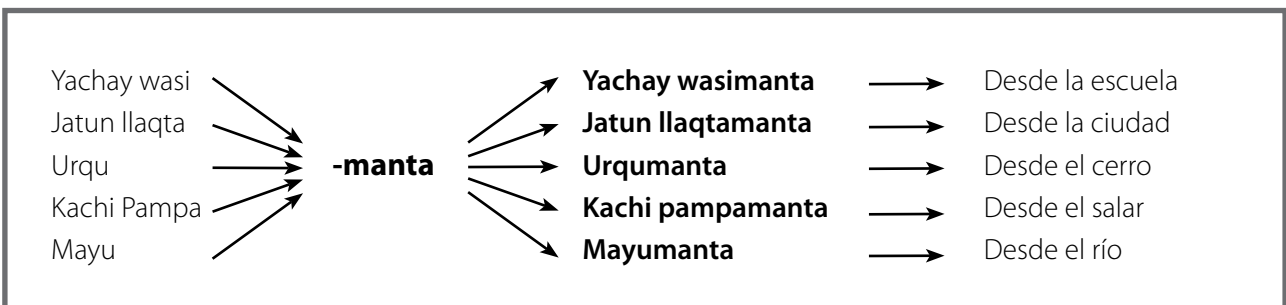 Yachay wasi Yachay wasimanta Desde la escuela
Jatun llaqta Jatun llaqtamanta Desde la ciudad
Urqu -manta Urqumanta Desde el cerro
Kachi Pampa Kachi pampamanta Desde el salar
Mayu Mayumanta Desde el río